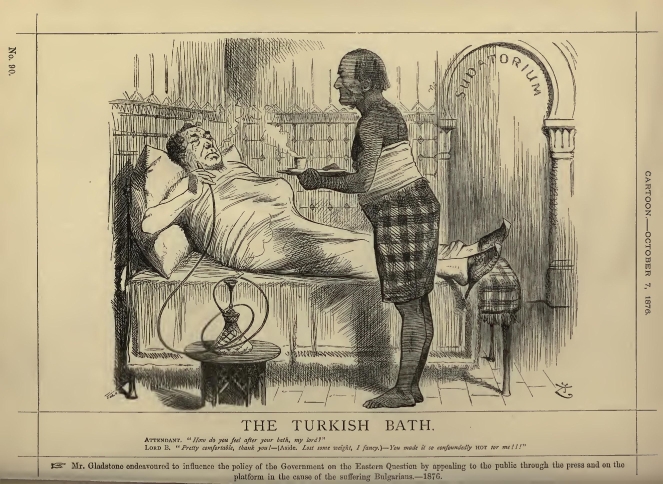 No. 90.
SUDATORIUM
CARTOON.—OCTOBER 7, 1876.
THE TURKISH BATH.
ATTENDANT. "How do you feel after your bath, my lord?"
LORD B. "Pretty comfortable, thank you!—(Aside. Lost some weight, I fancy.)—You made it so confoundedly HOT for me!!!"
☞ Mr. Gladstone endeavoured to influence the policy of the Government on the Eastern Question by appealing to the public through the press and on the
platform in the cause of the suffering Bulgarians.—1876.